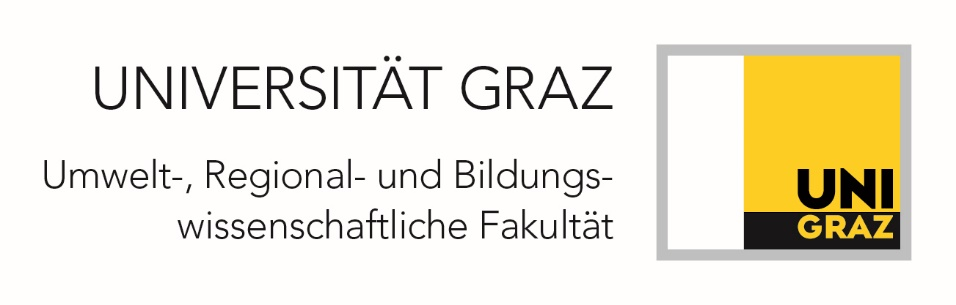 UNIVERSITÄT GRAZ
Umwelt-, Regional- und Bildungs-
wissenschaftliche Fakultät
UNI
GRAZ